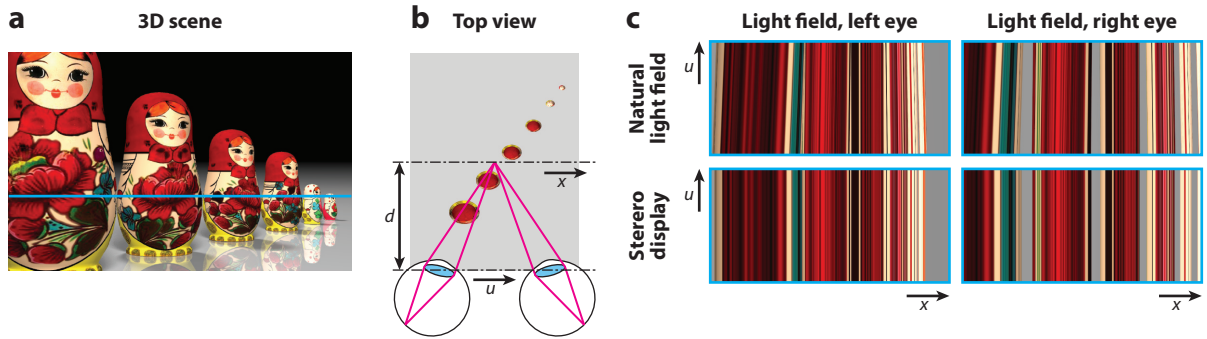 a
3D scene
b
Top view
d
x
u
c
Light field, left eye
Light field, right eye
Natural
light field
u
u
Sterero
display
u
u
x
x